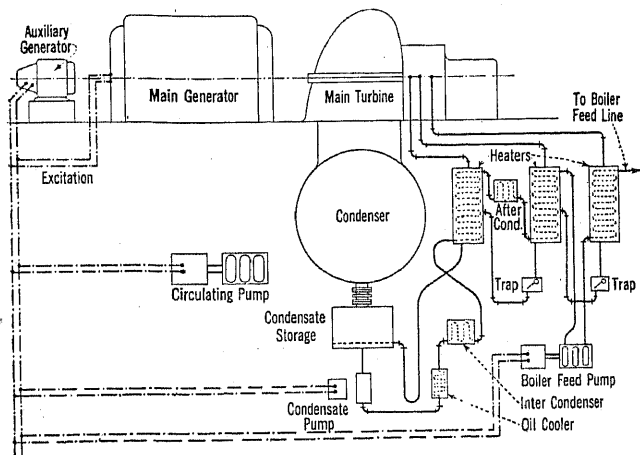 Auxiliary
Generator
Main Generator
Main Turbine
To Boiler
Feed Line
Excitation
Heaters
After
Cond.
Condenser
Circulating Pump
Trap
Trap
Condensate
Storage
Boiler Feed Pump
Inter Condenser
Condensate
Pump
Oil Cooler